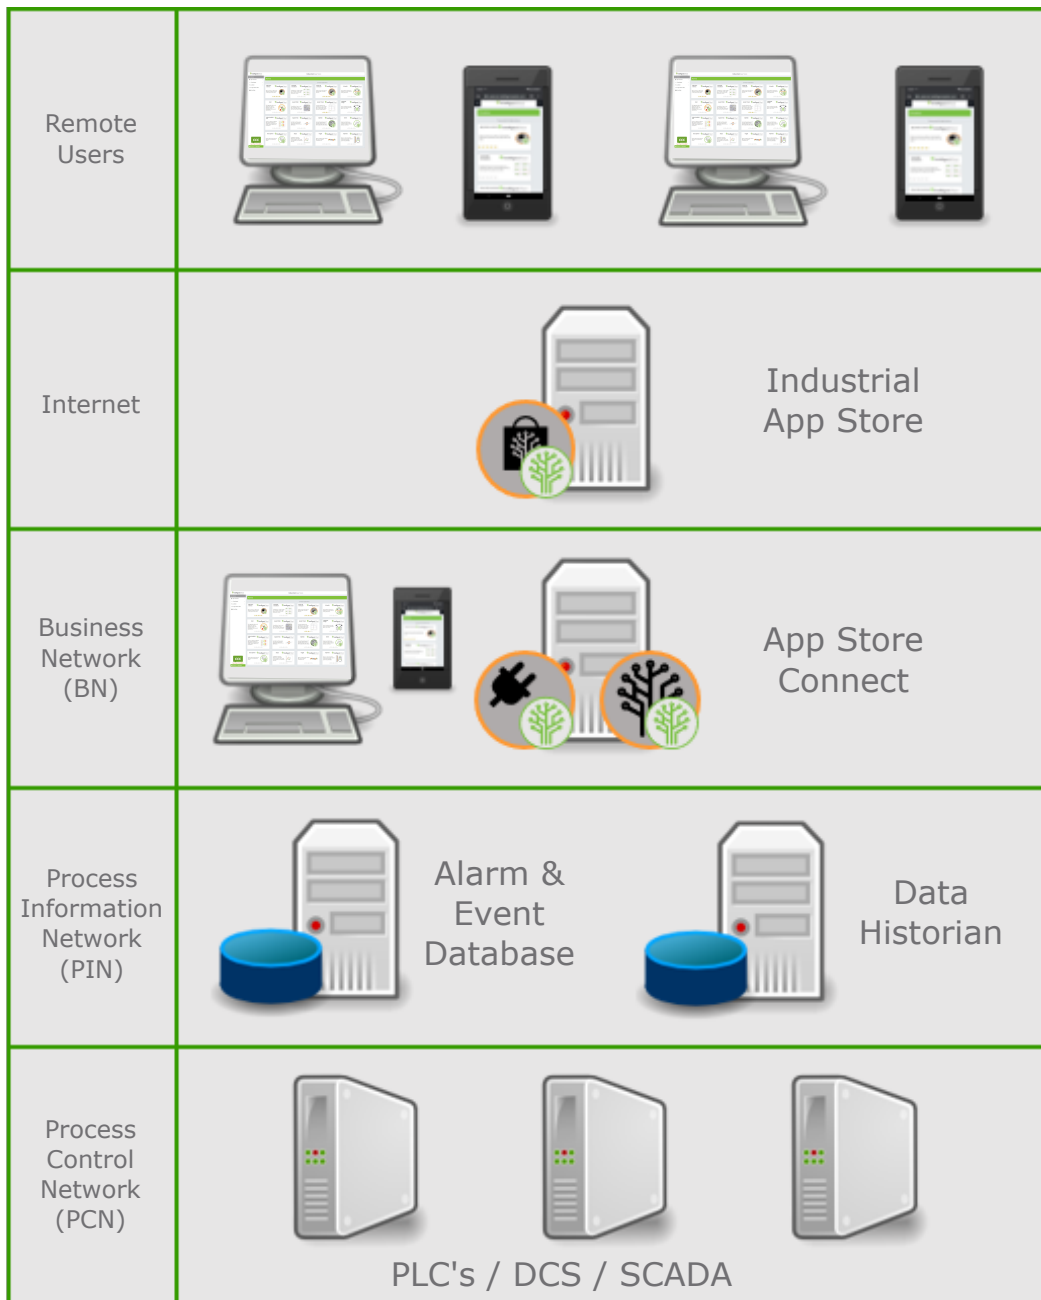 Remote
Users
Internet
Industrial
App Store
Business
Network
(BN)
App Store
Connect
Process
Information
Network
(PIN)
Alarm &
Event
Database
Data
Historian
Process
Control
Network
(PCN)
PLC's / DCS / SCADA